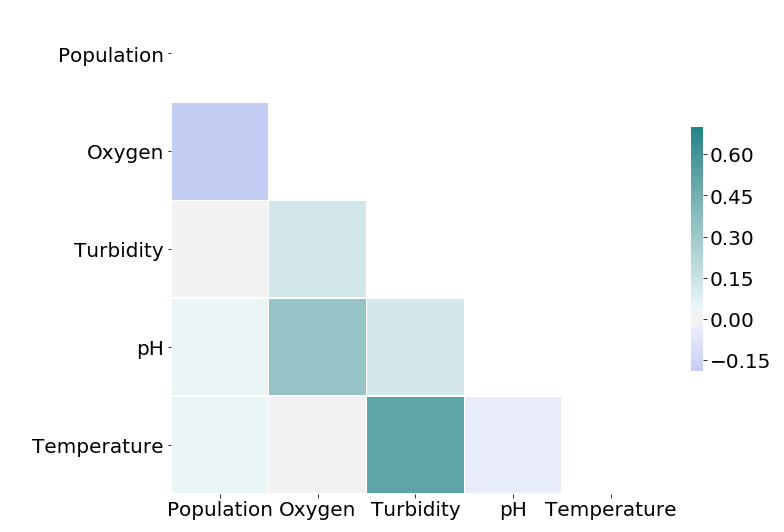 Population
Oxygen
Turbidity
pH
Temperature
Population Oxygen Turbidity pH Temperature
0.60
0.45
0.30
0.15
0.00
−0.15